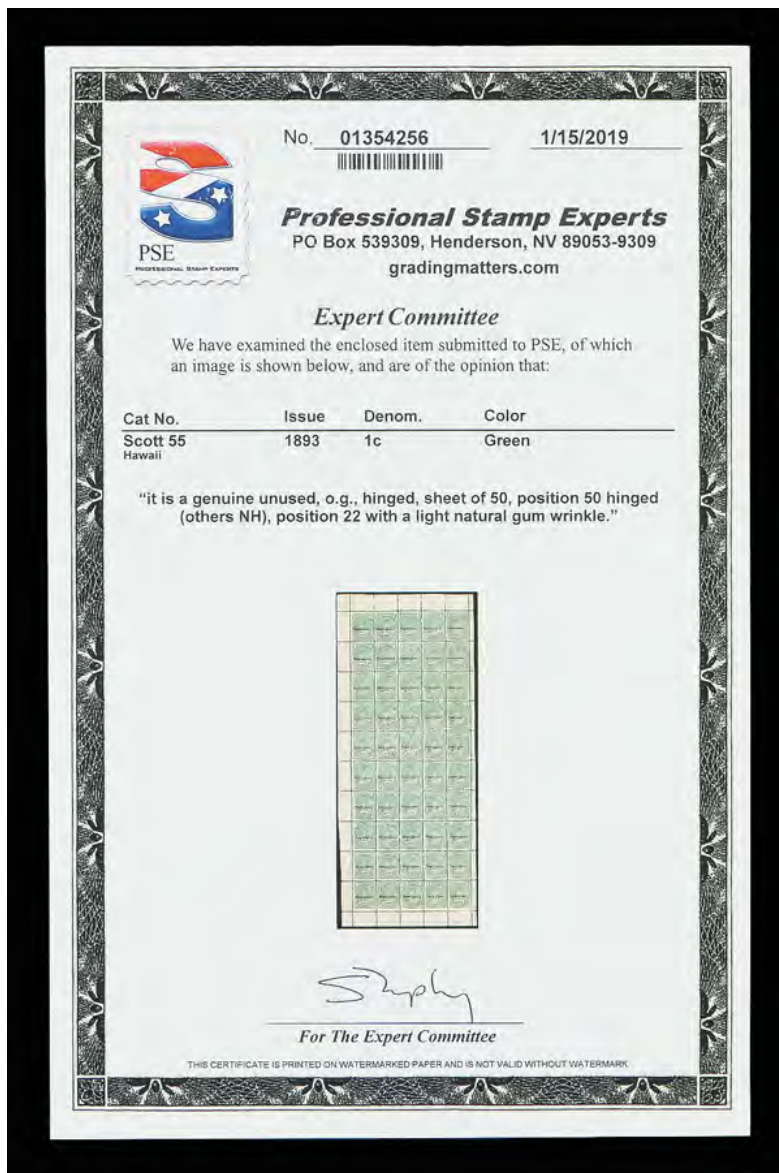 No. 01354256 1/15/2019
PSE
PROFESSIONAL STAMP EXPERTS
Professional Stamp Experts
PO Box 539309, Henderson, NV 89053-9309
gradingmatters.com
Expert Committee
We have examined the enclosed item submitted to PSE, of which
an image is shown below, and are of the opinion that:
Cat No. Issue Denom. Color
Scott 55 1893 1c Green
Hawaii
“it is a genuine unused, o.g., hinged, sheet of 50, position 50 hinged
(others NH), position 22 with a light natural gum wrinkle.”
For The Expert Committee
THIS CERTIFICATE IS PRINTED ON WATERMARKED PAPER AND IS NOT VALID WITHOUT WATERMARK